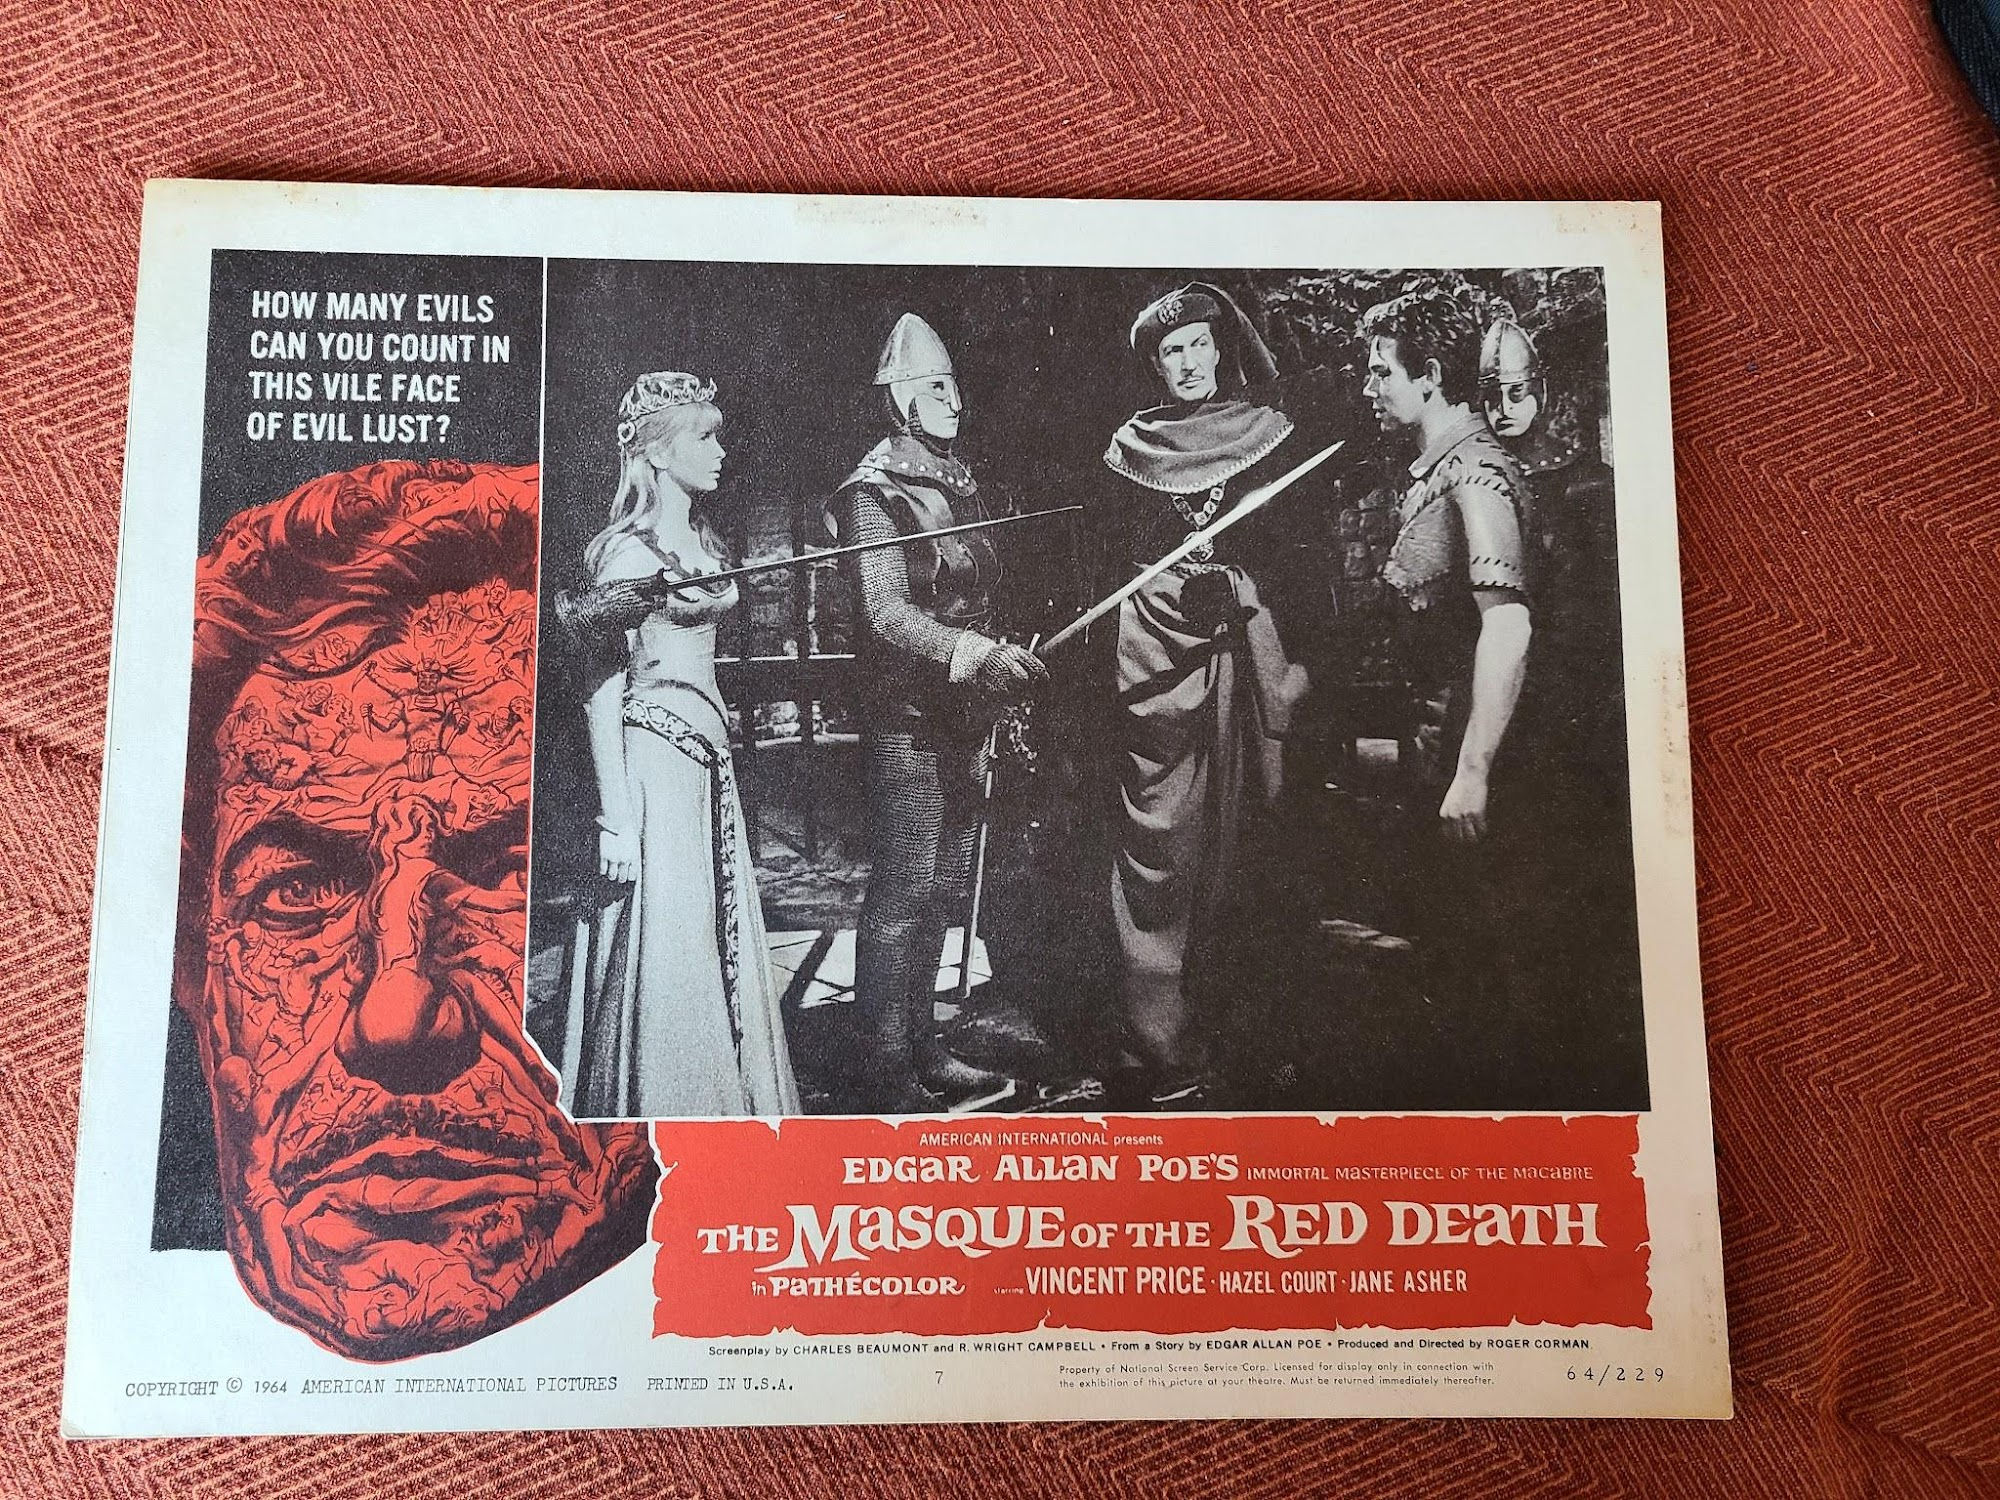 HOW MANY EVILS
CAN YOU COUNT IN
THIS VILE FACE
OF EVIL LUST?
AMERICAN INTERNATIONAL presents
EDGAR ALLAN POE'S IMMORTAL MASTERPIECE OF THE MACABRE
THE MASQUE OF THE RED DEATH
in PATHÉCOLOR starring VINCENT PRICE · HAZEL COURT · JANE ASHER
Screenplay by CHARLES BEAUMONT and R. WRIGHT CAMPBELL • From a Story by EDGAR ALLAN POE • Produced and Directed by ROGER CORMAN
COPYRIGHT © 1964 AMERICAN INTERNATIONAL PICTURES PRINTED IN U.S.A.
7
Property of National Screen Service Corp. Licensed for display only in connection with
the exhibition of this picture at your theatre. Must be returned immediately thereafter.
64/229